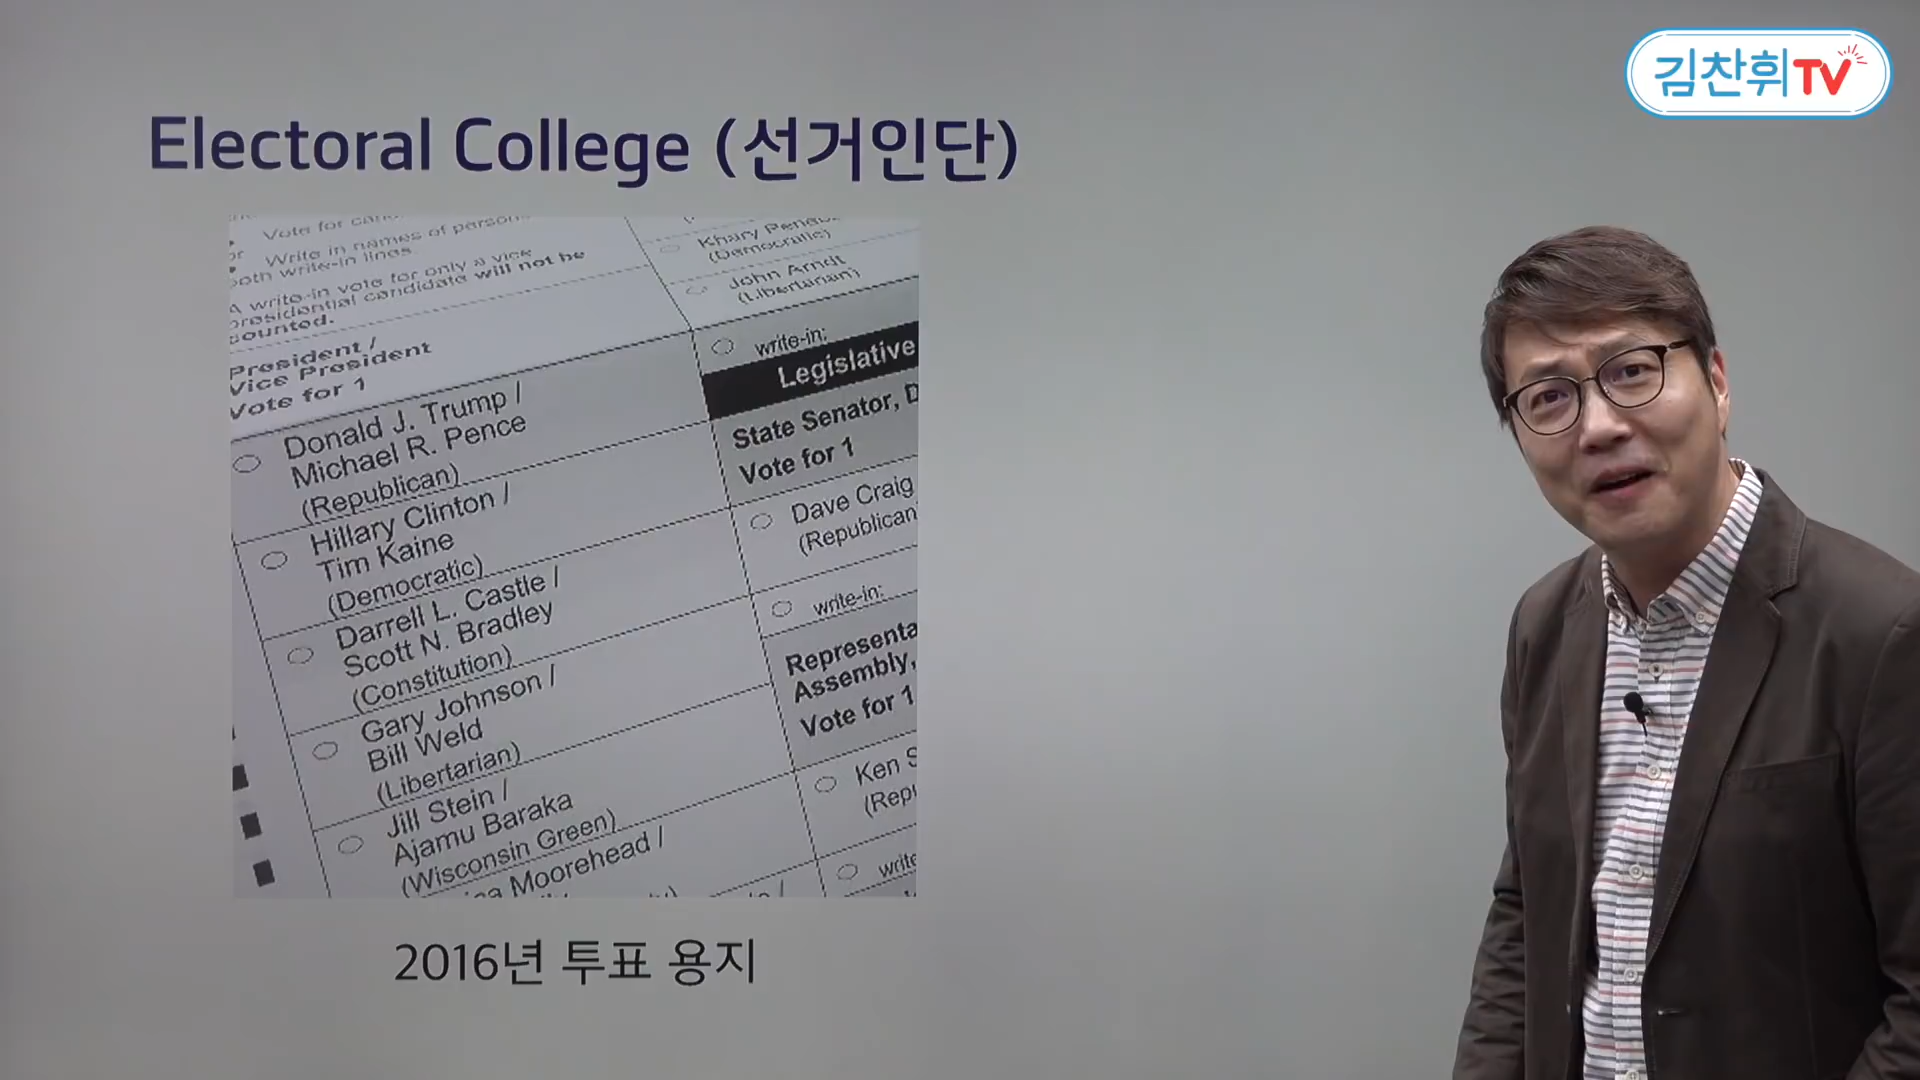 김찬휘TV
Electoral College (선거인단)
Vote for
Write in names of persons
both write-in lines.
A write-in vote for only a vice
presidential candidate will not be
counted.
President /
Vice President
Vote for 1
Donald J. Trump /
Michael R. Pence
(Republican)
Hillary Clinton /
Tim Kaine
(Democratic)
Darrell L. Castle /
Scott N. Bradley
(Constitution)
Gary Johnson /
Bill Weld
(Libertarian)
Jill Stein /
Ajamu Baraka
(Wisconsin Green)
Moorehead /
Khary Penebaker
(Democratic)
John Arndt
(Libertarian)
write-in:
Legislative
State Senator, D
Vote for 1
Dave Craig
(Republican
write-in:
Representa
Assembly,
Vote for 1
Ken S
(Repu
write
2016년 투표 용지